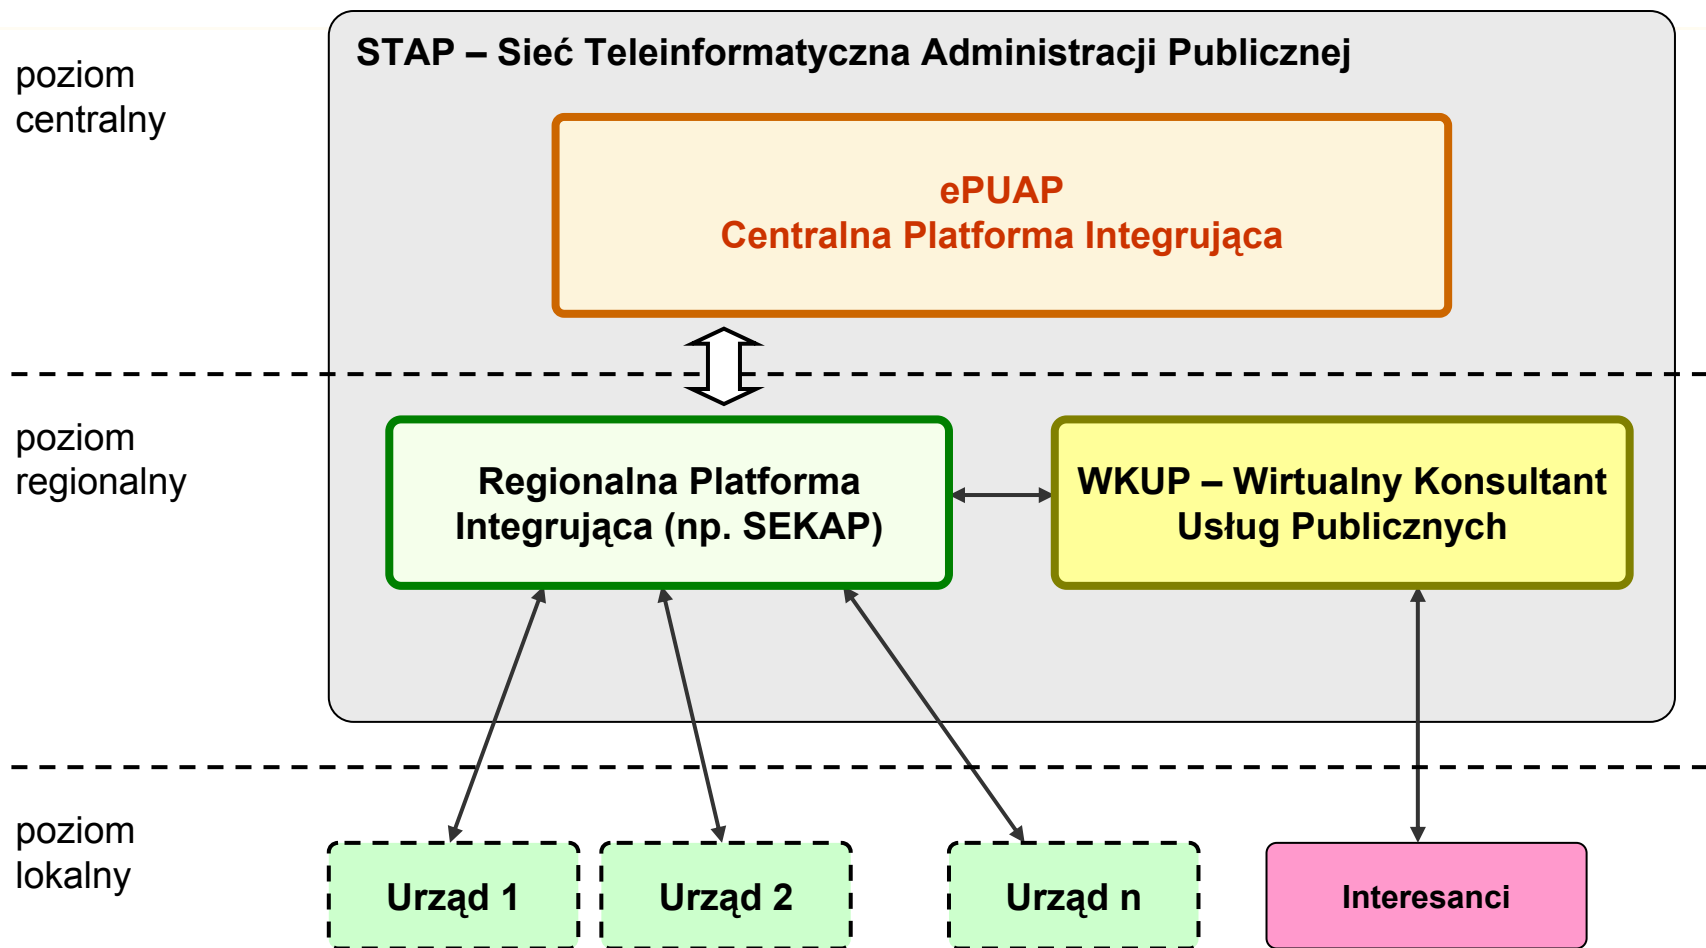 STAP – Sieć Teleinformatyczna Administracji Publicznej
poziom
centralny
ePUAP
Centralna Platforma Integrująca
poziom
regionalny
Regionalna Platforma
Integrująca (np. SEKAP)
WKUP – Wirtualny Konsultant
Usług Publicznych
poziom
lokalny
Urząd 1
Urząd 2
Urząd n
Interesanci